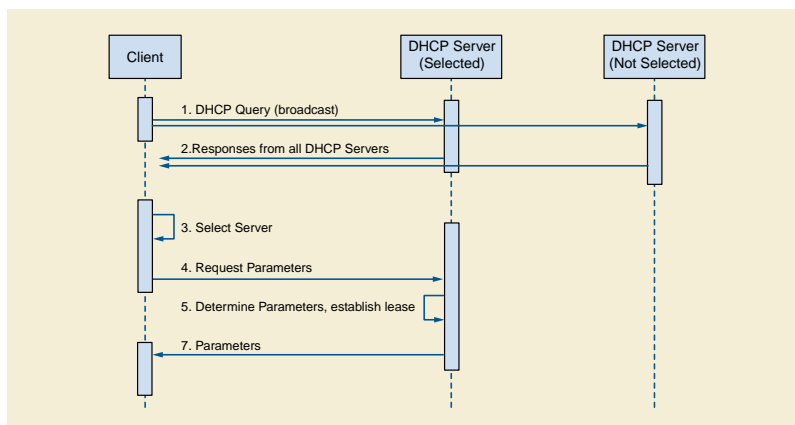 Client
DHCP Server
(Selected)
DHCP Server
(Not Selected)
1. DHCP Query (broadcast)
2.Responses from all DHCP Servers
3. Select Server
4. Request Parameters
5. Determine Parameters, establish lease
7. Parameters